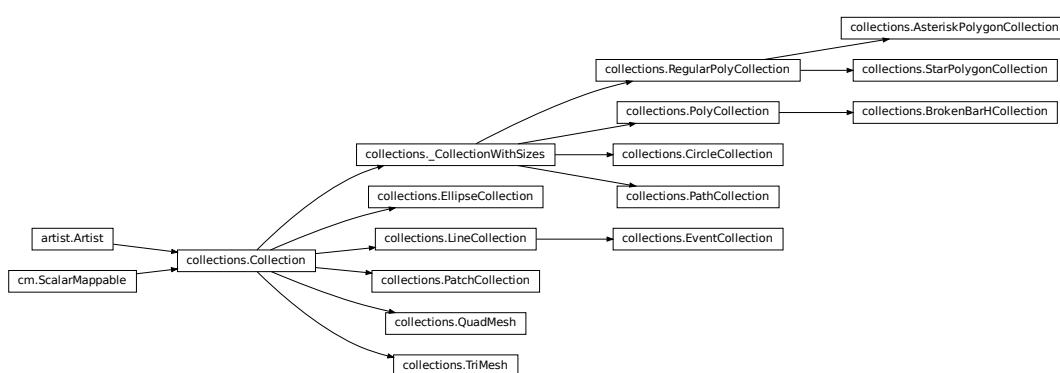 collections.AsteriskPolygonCollection
collections.RegularPolyCollection
collections.StarPolygonCollection
collections.PolyCollection
collections.BrokenBarHCollection
collections._CollectionWithSizes
collections.CircleCollection
collections.EllipseCollection
collections.PathCollection
artist.Artist
collections.LineCollection
collections.EventCollection
collections.Collection
cm.ScalarMappable
collections.PatchCollection
collections.QuadMesh
collections.TriMesh